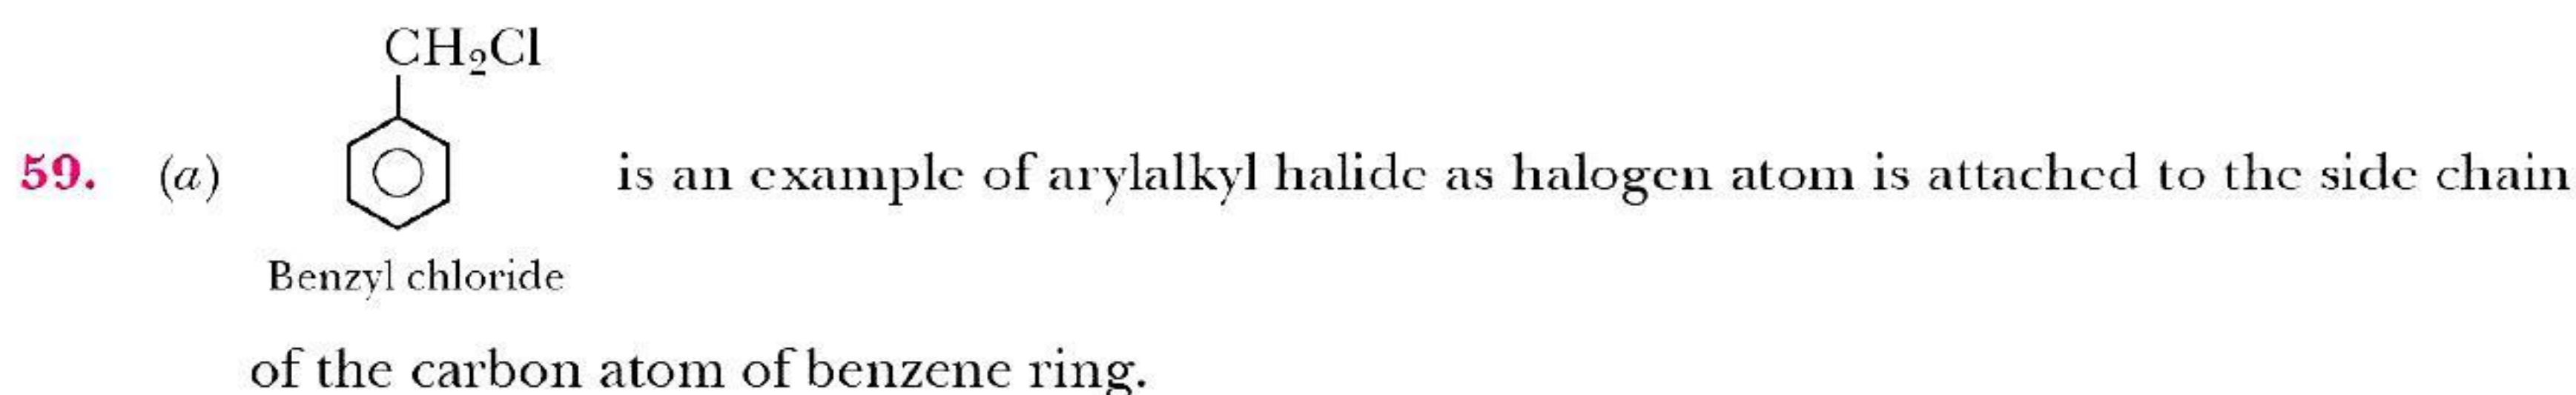 CH₂Cl
59. (a) is an example of arylalkyl halide as halogen atom is attached to the side chain
Benzyl chloride
of the carbon atom of benzene ring.